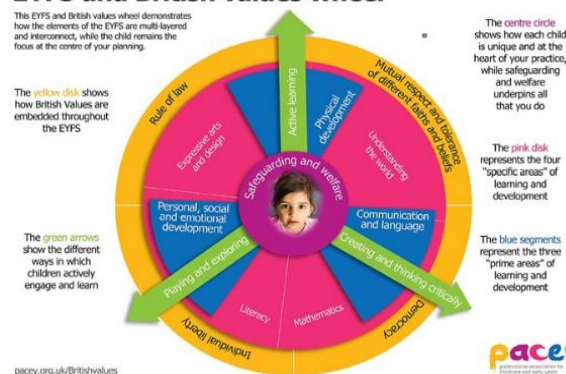 EYFS and British Values Wheel
This EYFS and British values wheel demonstrates
how the elements of the EYFS are multi-layered
and interconnect, while the child remains the
focus at the centre of your planning.
The yellow disk shows
how British Values are
embedded throughout
the EYFS
The green arrows
show the different
ways in which
children actively
engage and learn
Rule of law
Mutual respect and tolerance
of different faiths and beliefs
Democracy
Individual liberty
Active learning
Physical
development
Expressive arts
and design
Understanding
the world
Safeguarding and welfare
Personal, social
and emotional
development
Communication
and language
Playing and exploring
Creating and thinking critically
Literacy
Mathematics
The centre circle
shows how each child
is unique and at the
heart of your practice,
while safeguarding
and welfare
underpins all
that you do
The pink disk
represents the four
"specific areas" of
learning and
development
The blue segments
represent the three
"prime areas" of
learning and
development
pacey.org.uk/Britishvalues
pacey
professional association for
childcare and early years